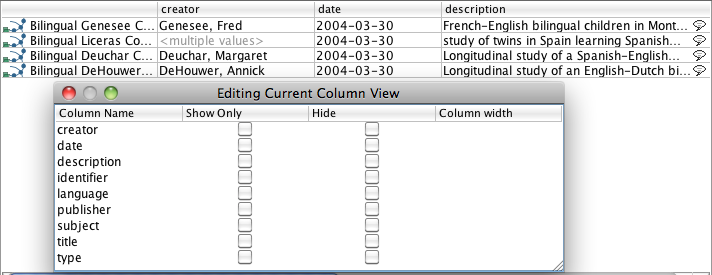 creator date description
Bilingual Genesee C... Genesee, Fred 2004-03-30 French-English bilingual children in Mont...
Bilingual Liceras Co... <multiple values> 2004-03-30 study of twins in Spain learning Spanish...
Bilingual Deuchar C... Deuchar, Margaret 2004-03-30 Longitudinal study of a Spanish-English...
Bilingual DeHouwer... DeHouwer, Annick 2004-03-30 Longitudinal study of an English-Dutch bi...
Editing Current Column View
Column Name Show Only Hide Column width
creator
date
description
identifier
language
publisher
subject
title
type